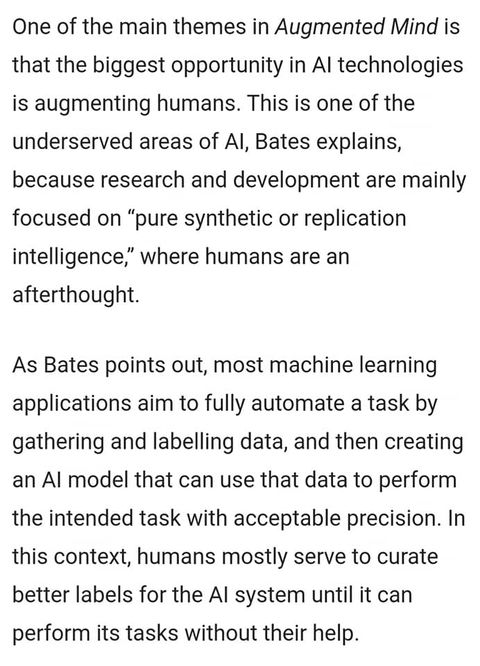 One of the main themes in Augmented Mind is
that the biggest opportunity in AI technologies
is augmenting humans. This is one of the
underserved areas of AI, Bates explains,
because research and development are mainly
focused on “pure synthetic or replication
intelligence,” where humans are an
afterthought.
As Bates points out, most machine learning
applications aim to fully automate a task by
gathering and labelling data, and then creating
an AI model that can use that data to perform
the intended task with acceptable precision. In
this context, humans mostly serve to curate
better labels for the AI system until it can
perform its tasks without their help.